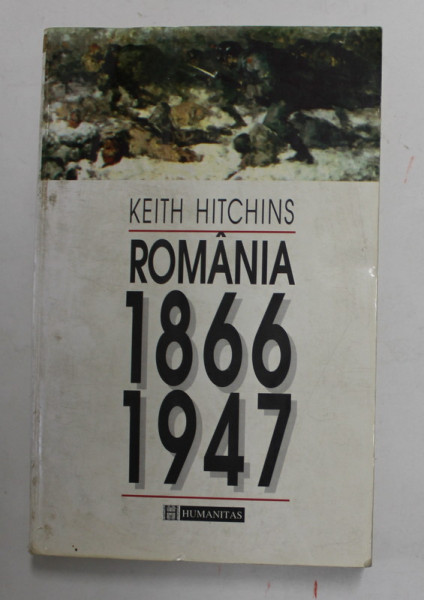 KEITH HITCHINS
ROMÂNIA
1866
1947
HUMANITAS